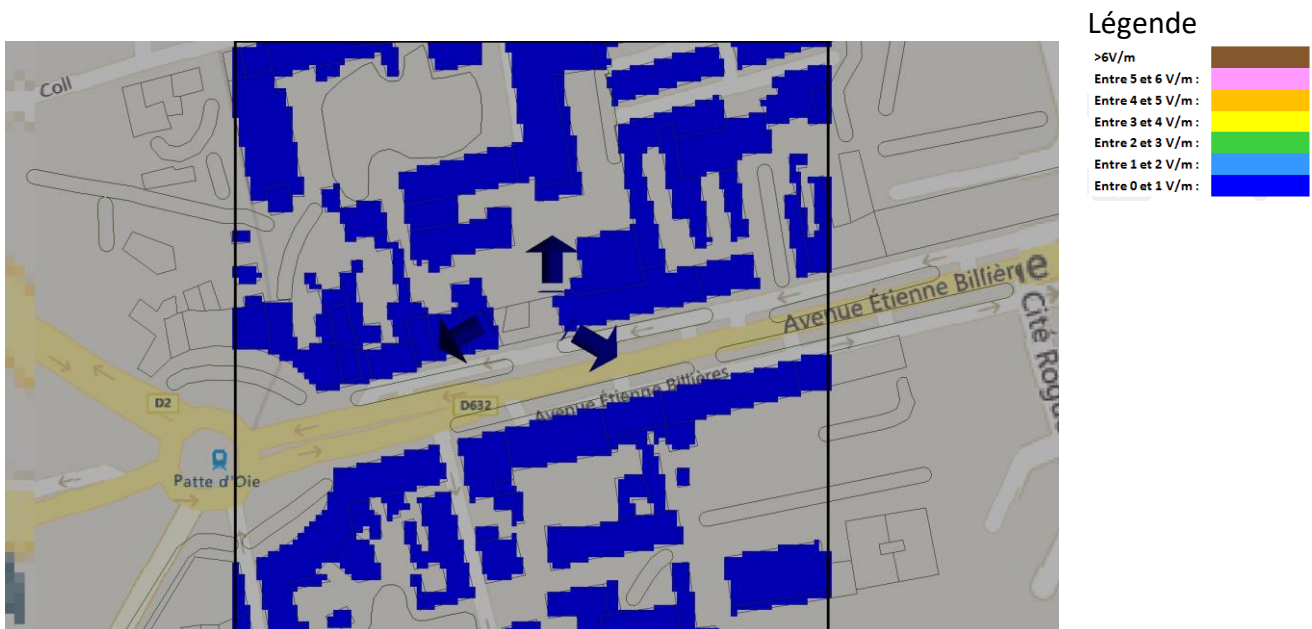 Légende
>6V/m
Entre 5 et 6 V/m :
Entre 4 et 5 V/m :
Entre 3 et 4 V/m :
Entre 2 et 3 V/m :
Entre 1 et 2 V/m :
Entre 0 et 1 V/m :
Coll
Avenue Étienne Billière
e
Cité Rogu
Avenue Étienne Billières
D2
D632
Patte d'Oie